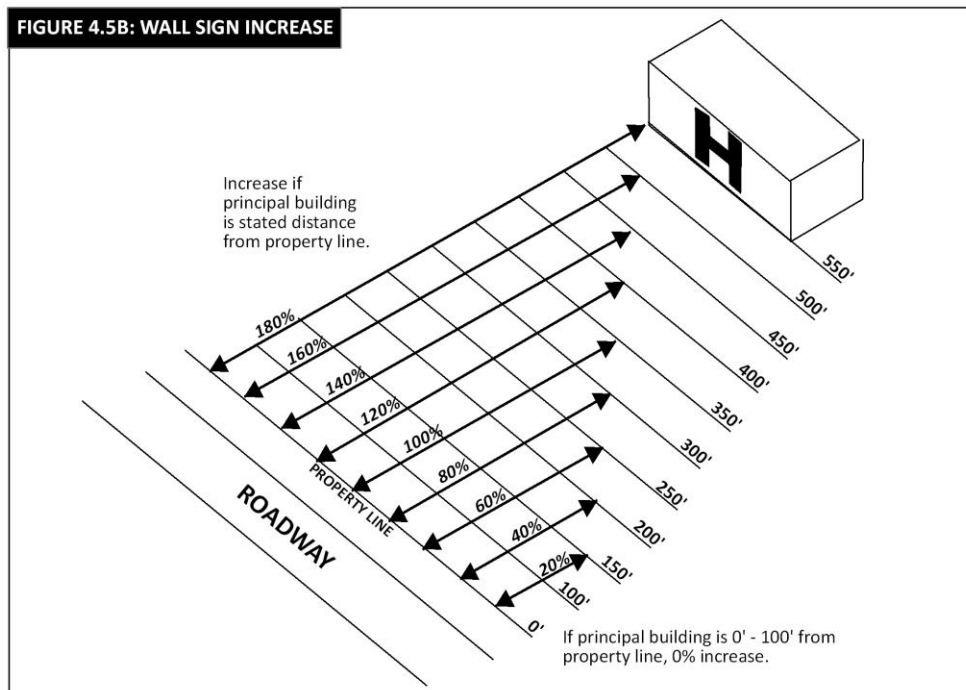 FIGURE 4.5B: WALL SIGN INCREASE
H
Increase if
principal building
is stated distance
from property line.
180%
160%
140%
120%
100%
80%
60%
40%
20%
550'
500'
450'
400'
350'
300'
250'
200'
150'
100'
0'
PROPERTY LINE
ROADWAY
If principal building is 0' - 100' from
property line, 0% increase.